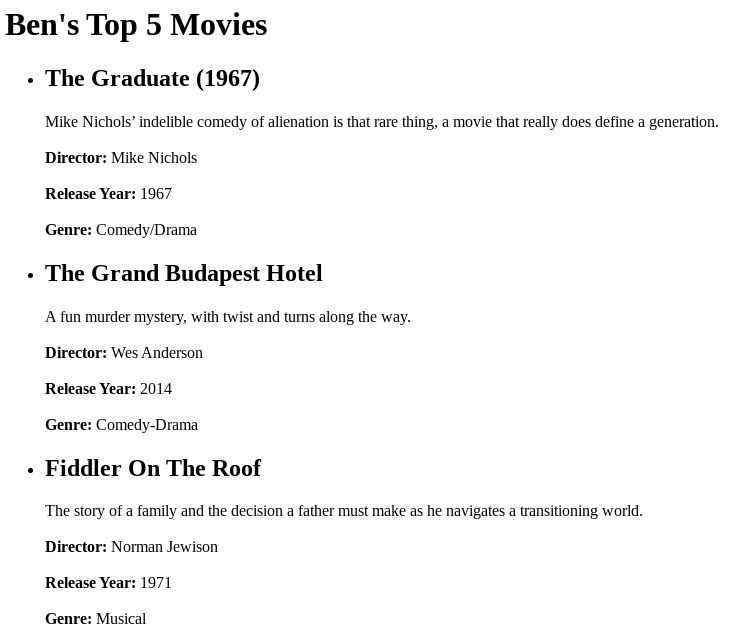 Ben's Top 5 Movies
• The Graduate (1967)
Mike Nichols’ indelible comedy of alienation is that rare thing, a movie that really does define a generation.
Director: Mike Nichols
Release Year: 1967
Genre: Comedy/Drama
• The Grand Budapest Hotel
A fun murder mystery, with twist and turns along the way.
Director: Wes Anderson
Release Year: 2014
Genre: Comedy-Drama
• Fiddler On The Roof
The story of a family and the decision a father must make as he navigates a transitioning world.
Director: Norman Jewison
Release Year: 1971
Genre: Musical